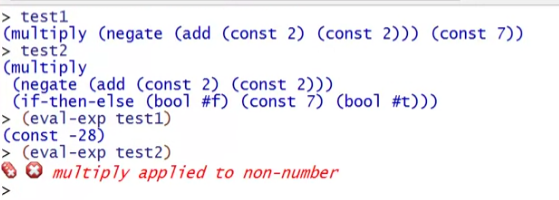 > test1
(multiply (negate (add (const 2) (const 2))) (const 7))
> test2
(multiply
 (negate (add (const 2) (const 2)))
 (if-then-else (bool #f) (const 7) (bool #t)))
> (eval-exp test1)
(const -28)
> (eval-exp test2)
multiply applied to non-number
>